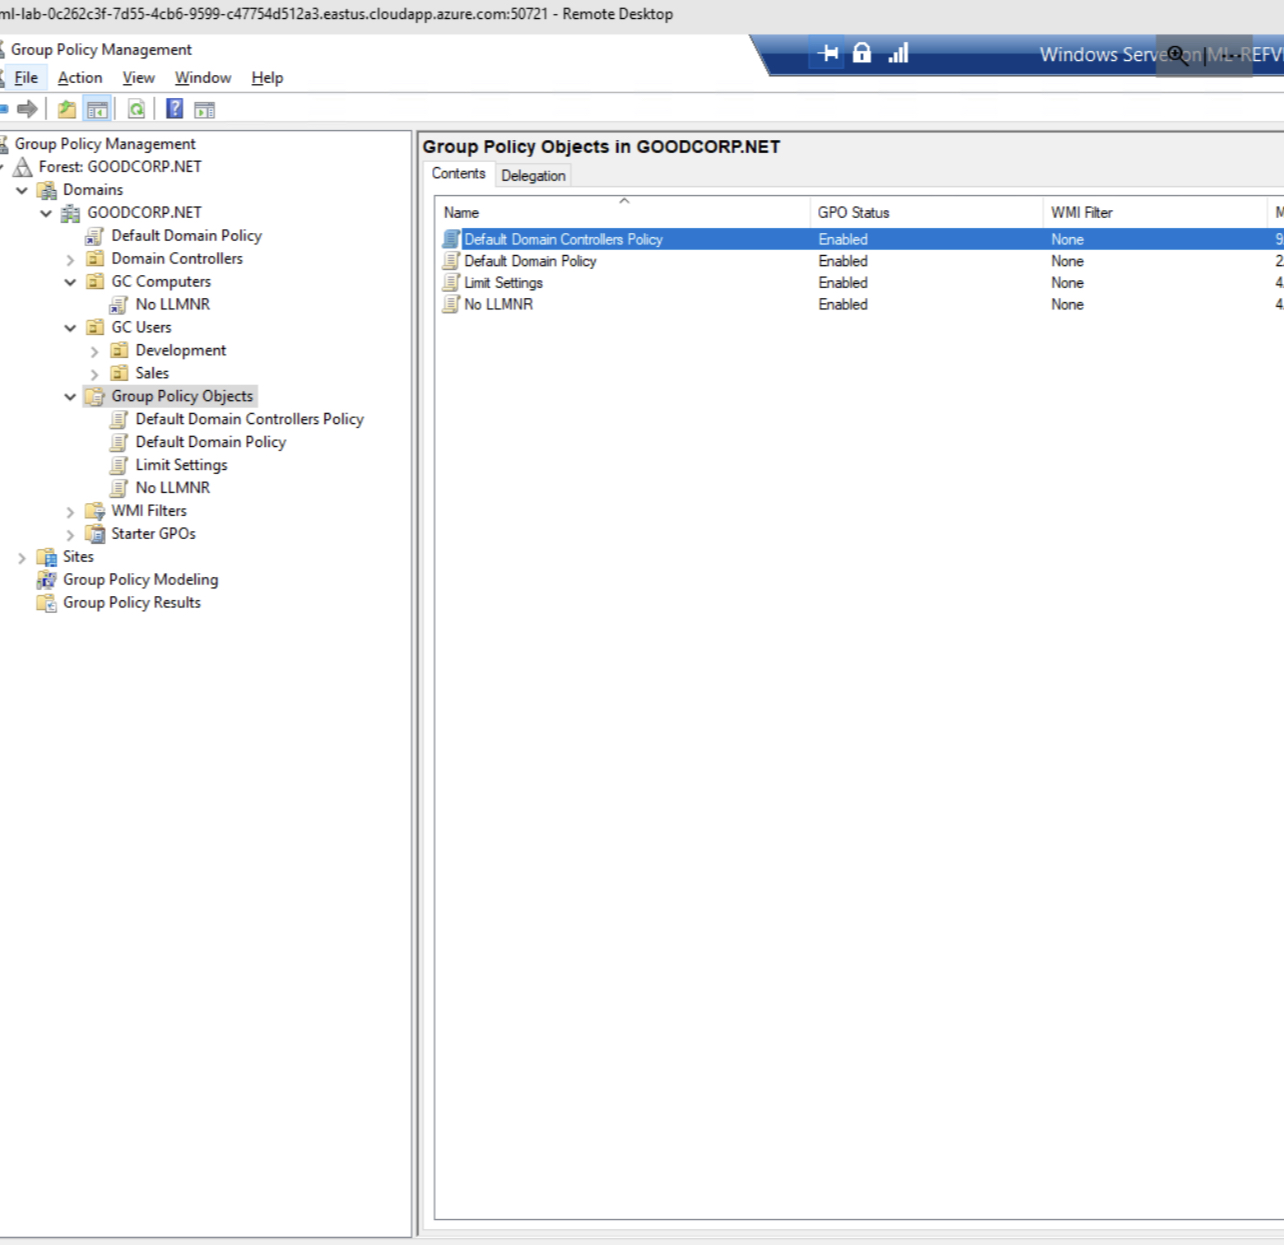 ml-lab-0c262c3f-7d55-4cb6-9599-c47754d512a3.eastus.cloudapp.azure.com:50721 - Remote Desktop
Group Policy Management
Windows Serve
on ML-REFV
File Action View Window Help
Group Policy Management
Forest: GOODCORP.NET
Domains
GOODCORP.NET
Default Domain Policy
Domain Controllers
GC Computers
No LLMNR
GC Users
Development
Sales
Group Policy Objects
Default Domain Controllers Policy
Default Domain Policy
Limit Settings
No LLMNR
WMI Filters
Starter GPOs
Sites
Group Policy Modeling
Group Policy Results
Group Policy Objects in GOODCORP.NET
Contents Delegation
Name GPO Status WMI Filter M
Default Domain Controllers Policy Enabled None 9
Default Domain Policy Enabled None 2
Limit Settings Enabled None 4
No LLMNR Enabled None 4